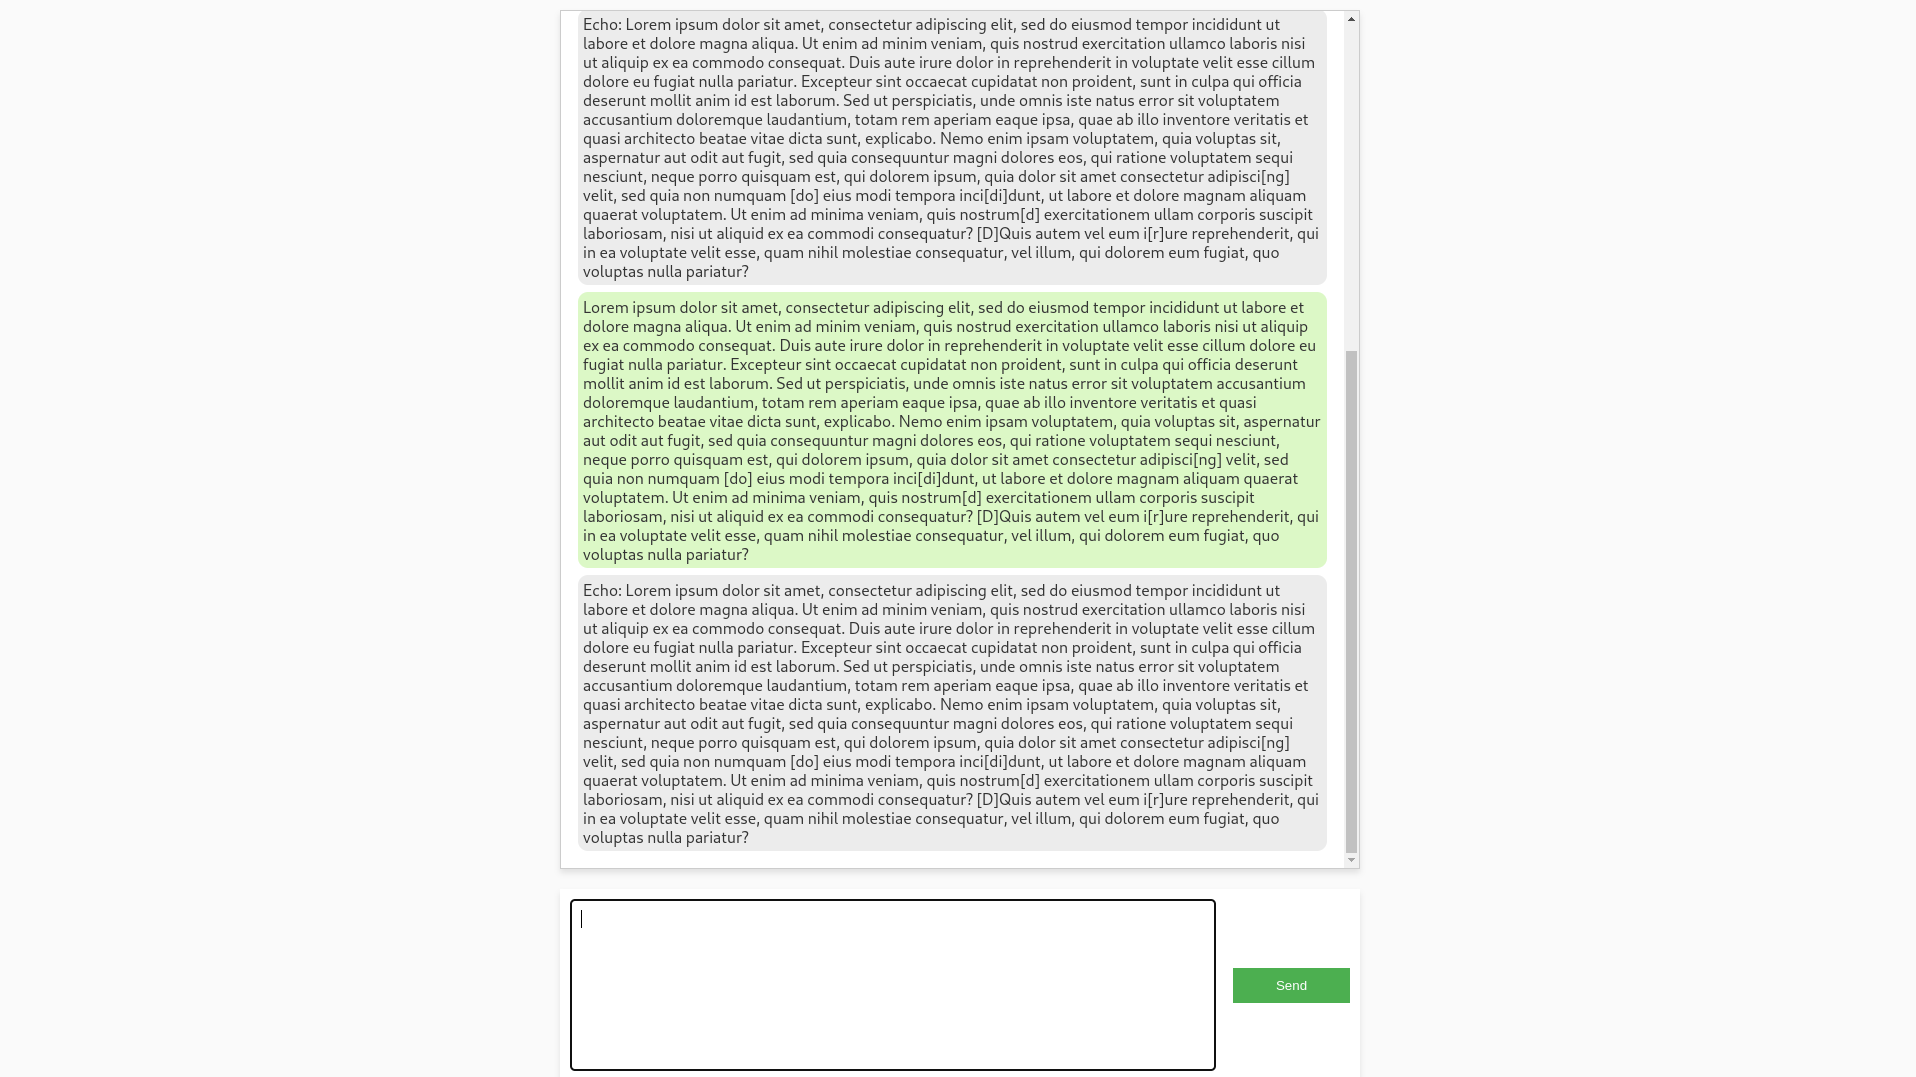 Echo: Lorem ipsum dolor sit amet, consectetur adipiscing elit, sed do eiusmod tempor incididunt ut
labore et dolore magna aliqua. Ut enim ad minim veniam, quis nostrud exercitation ullamco laboris nisi
ut aliquip ex ea commodo consequat. Duis aute irure dolor in reprehenderit in voluptate velit esse cillum
dolore eu fugiat nulla pariatur. Excepteur sint occaecat cupidatat non proident, sunt in culpa qui officia
deserunt mollit anim id est laborum. Sed ut perspiciatis, unde omnis iste natus error sit voluptatem
accusantium doloremque laudantium, totam rem aperiam eaque ipsa, quae ab illo inventore veritatis et
quasi architecto beatae vitae dicta sunt, explicabo. Nemo enim ipsam voluptatem, quia voluptas sit,
aspernatur aut odit aut fugit, sed quia consequuntur magni dolores eos, qui ratione voluptatem sequi
nesciunt, neque porro quisquam est, qui dolorem ipsum, quia dolor sit amet consectetur adipisci[ng]
velit, sed quia non numquam [do] eius modi tempora inci[di]dunt, ut labore et dolore magnam aliquam
quaerat voluptatem. Ut enim ad minima veniam, quis nostrum[d] exercitationem ullam corporis suscipit
laboriosam, nisi ut aliquid ex ea commodi consequatur? [D]Quis autem vel eum i[r]ure reprehenderit, qui
in ea voluptate velit esse, quam nihil molestiae consequatur, vel illum, qui dolorem eum fugiat, quo
voluptas nulla pariatur?
Lorem ipsum dolor sit amet, consectetur adipiscing elit, sed do eiusmod tempor incididunt ut labore et
dolore magna aliqua. Ut enim ad minim veniam, quis nostrud exercitation ullamco laboris nisi ut aliquip
ex ea commodo consequat. Duis aute irure dolor in reprehenderit in voluptate velit esse cillum dolore eu
fugiat nulla pariatur. Excepteur sint occaecat cupidatat non proident, sunt in culpa qui officia deserunt
mollit anim id est laborum. Sed ut perspiciatis, unde omnis iste natus error sit voluptatem accusantium
doloremque laudantium, totam rem aperiam eaque ipsa, quae ab illo inventore veritatis et quasi
architecto beatae vitae dicta sunt, explicabo. Nemo enim ipsam voluptatem, quia voluptas sit, aspernatur
aut odit aut fugit, sed quia consequuntur magni dolores eos, qui ratione voluptatem sequi nesciunt,
neque porro quisquam est, qui dolorem ipsum, quia dolor sit amet consectetur adipisci[ng] velit, sed
quia non numquam [do] eius modi tempora inci[di]dunt, ut labore et dolore magnam aliquam quaerat
voluptatem. Ut enim ad minima veniam, quis nostrum[d] exercitationem ullam corporis suscipit
laboriosam, nisi ut aliquid ex ea commodi consequatur? [D]Quis autem vel eum i[r]ure reprehenderit, qui
in ea voluptate velit esse, quam nihil molestiae consequatur, vel illum, qui dolorem eum fugiat, quo
voluptas nulla pariatur?
Echo: Lorem ipsum dolor sit amet, consectetur adipiscing elit, sed do eiusmod tempor incididunt ut
labore et dolore magna aliqua. Ut enim ad minim veniam, quis nostrud exercitation ullamco laboris nisi
ut aliquip ex ea commodo consequat. Duis aute irure dolor in reprehenderit in voluptate velit esse cillum
dolore eu fugiat nulla pariatur. Excepteur sint occaecat cupidatat non proident, sunt in culpa qui officia
deserunt mollit anim id est laborum. Sed ut perspiciatis, unde omnis iste natus error sit voluptatem
accusantium doloremque laudantium, totam rem aperiam eaque ipsa, quae ab illo inventore veritatis et
quasi architecto beatae vitae dicta sunt, explicabo. Nemo enim ipsam voluptatem, quia voluptas sit,
aspernatur aut odit aut fugit, sed quia consequuntur magni dolores eos, qui ratione voluptatem sequi
nesciunt, neque porro quisquam est, qui dolorem ipsum, quia dolor sit amet consectetur adipisci[ng]
velit, sed quia non numquam [do] eius modi tempora inci[di]dunt, ut labore et dolore magnam aliquam
quaerat voluptatem. Ut enim ad minima veniam, quis nostrum[d] exercitationem ullam corporis suscipit
laboriosam, nisi ut aliquid ex ea commodi consequatur? [D]Quis autem vel eum i[r]ure reprehenderit, qui
in ea voluptate velit esse, quam nihil molestiae consequatur, vel illum, qui dolorem eum fugiat, quo
voluptas nulla pariatur?
Send